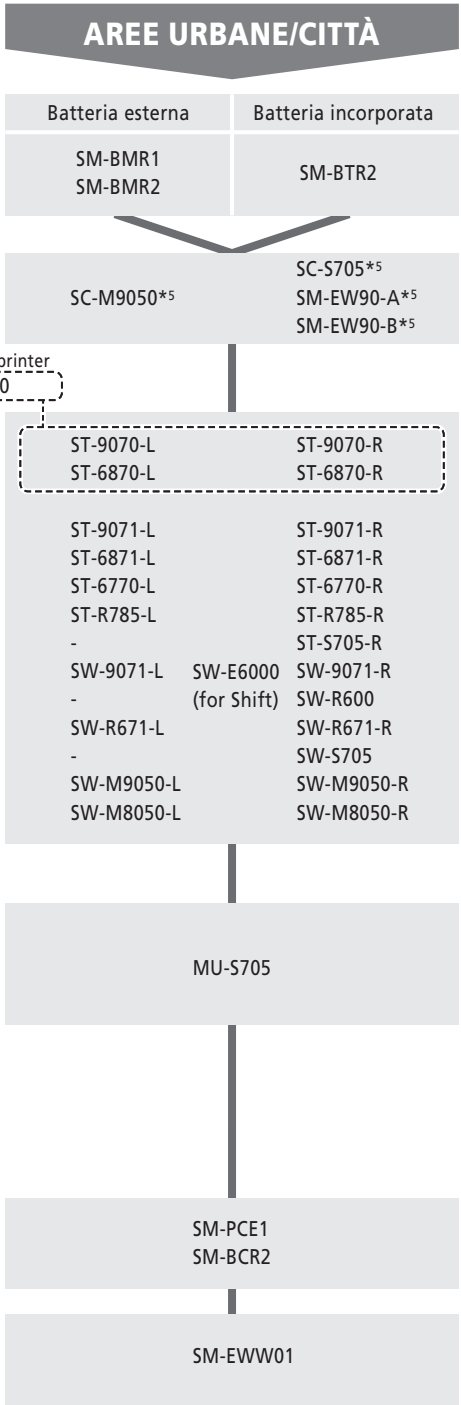 AREE URBANE/CITTÀ
Batteria esterna Batteria incorporata
SM-BMR1
SM-BMR2
SM-BTR2
SC-M9050*5
SC-S705*5
SM-EW90-A*5
SM-EW90-B*5
ST-9070-L ST-9070-R
ST-6870-L ST-6870-R
ST-9071-L ST-9071-R
ST-6871-L ST-6871-R
ST-6770-L ST-6770-R
ST-R785-L ST-R785-R
- ST-S705-R
SW-9071-L SW-E6000 SW-9071-R
- (for Shift) SW-R600
SW-R671-L SW-R671-R
- SW-S705
SW-M9050-L SW-M9050-R
SW-M8050-L SW-M8050-R
MU-S705
SM-PCE1
SM-BCR2
SM-EWW01